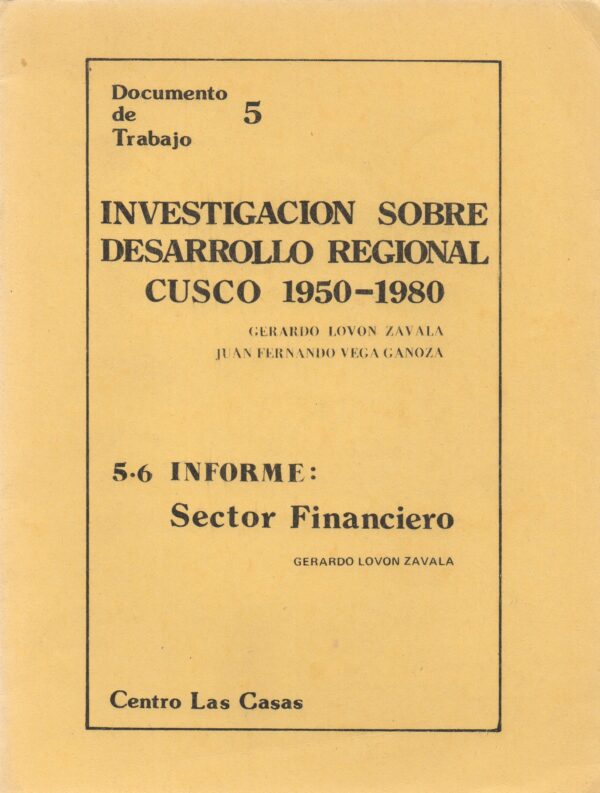 Documento
de 5
Trabajo
INVESTIGACION SOBRE
DESARROLLO REGIONAL
CUSCO 1950-1980
GERARDO LOVON ZAVALA
JUAN FERNANDO VEGA GANOZA
5.6 INFORME:
Sector Financiero
GERARDO LOVON ZAVALA
Centro Las Casas